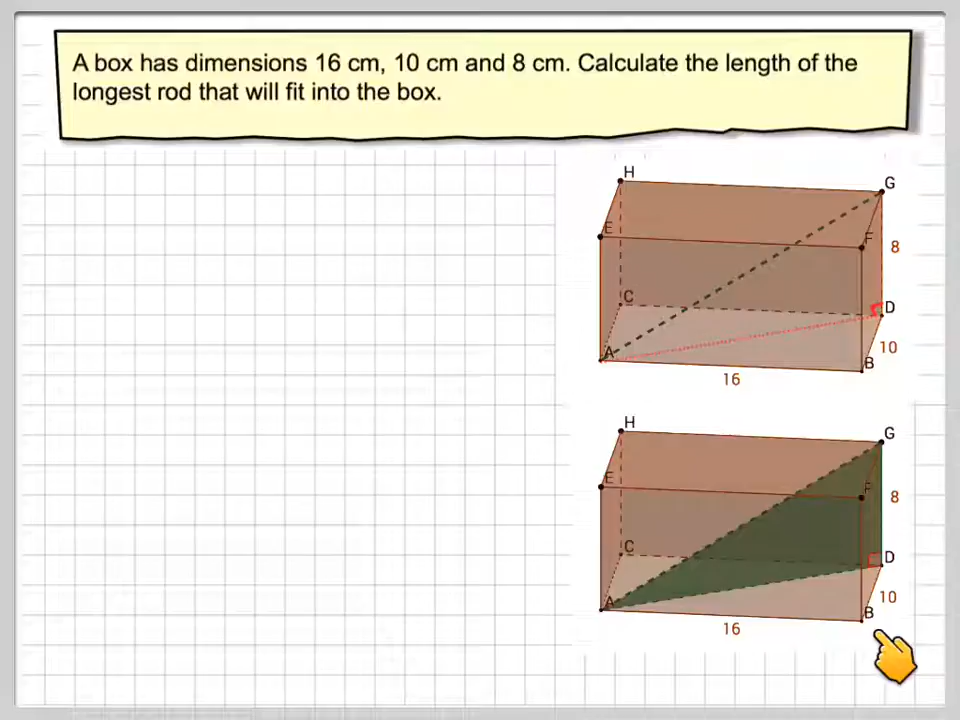 A box has dimensions 16 cm, 10 cm and 8 cm. Calculate the length of the
longest rod that will fit into the box.
H
G
E
F
8
C
D
A
10
B
16
H
G
E
F
8
C
D
A
10
B
16